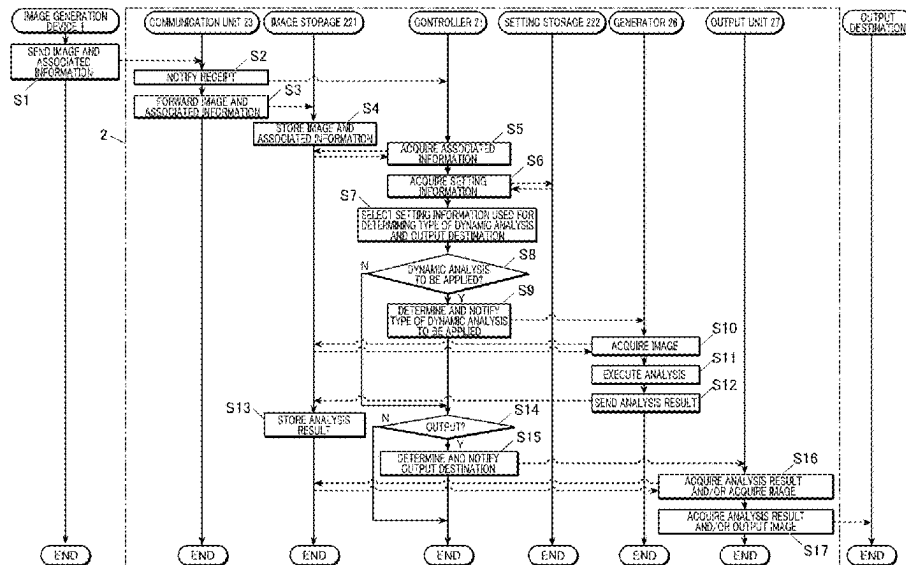 IMAGE GENERATION
DEVICE 1
COMMUNICATION UNIT 23
IMAGE STORAGE 221
CONTROLLER 21
SETTING STORAGE 222
GENERATOR 26
OUTPUT UNIT 27
OUTPUT
DESTINATION
SEND IMAGE AND
ASSOCIATED
INFORMATION
S1
S2
NOTIFY RECEIPT
S3
FORWARD IMAGE AND
ASSOCIATED INFORMATION
S4
STORE IMAGE AND
ASSOCIATED INFORMATION
2
S5
ACQUIRE ASSOCIATED
INFORMATION
S6
ACQUIRE SETTING
INFORMATION
S7
SELECT SETTING INFORMATION USED FOR
DETERMINING TYPE OF DYNAMIC ANALYSIS
AND OUTPUT DESTINATION
S8
N
DYNAMIC ANALYSIS
TO BE APPLIED?
Y
S9
DETERMINE AND NOTIFY
TYPE OF DYNAMIC ANALYSIS
TO BE APPLIED
S10
ACQUIRE IMAGE
S11
EXECUTE ANALYSIS
S12
SEND ANALYSIS RESULT
S13
STORE ANALYSIS
RESULT
S14
N
OUTPUT?
Y
S15
DETERMINE AND NOTIFY
OUTPUT DESTINATION
S16
ACQUIRE ANALYSIS RESULT
AND/OR ACQUIRE IMAGE
ACQUIRE ANALYSIS RESULT
AND/OR OUTPUT IMAGE
S17
END
END
END
END
END
END
END
END